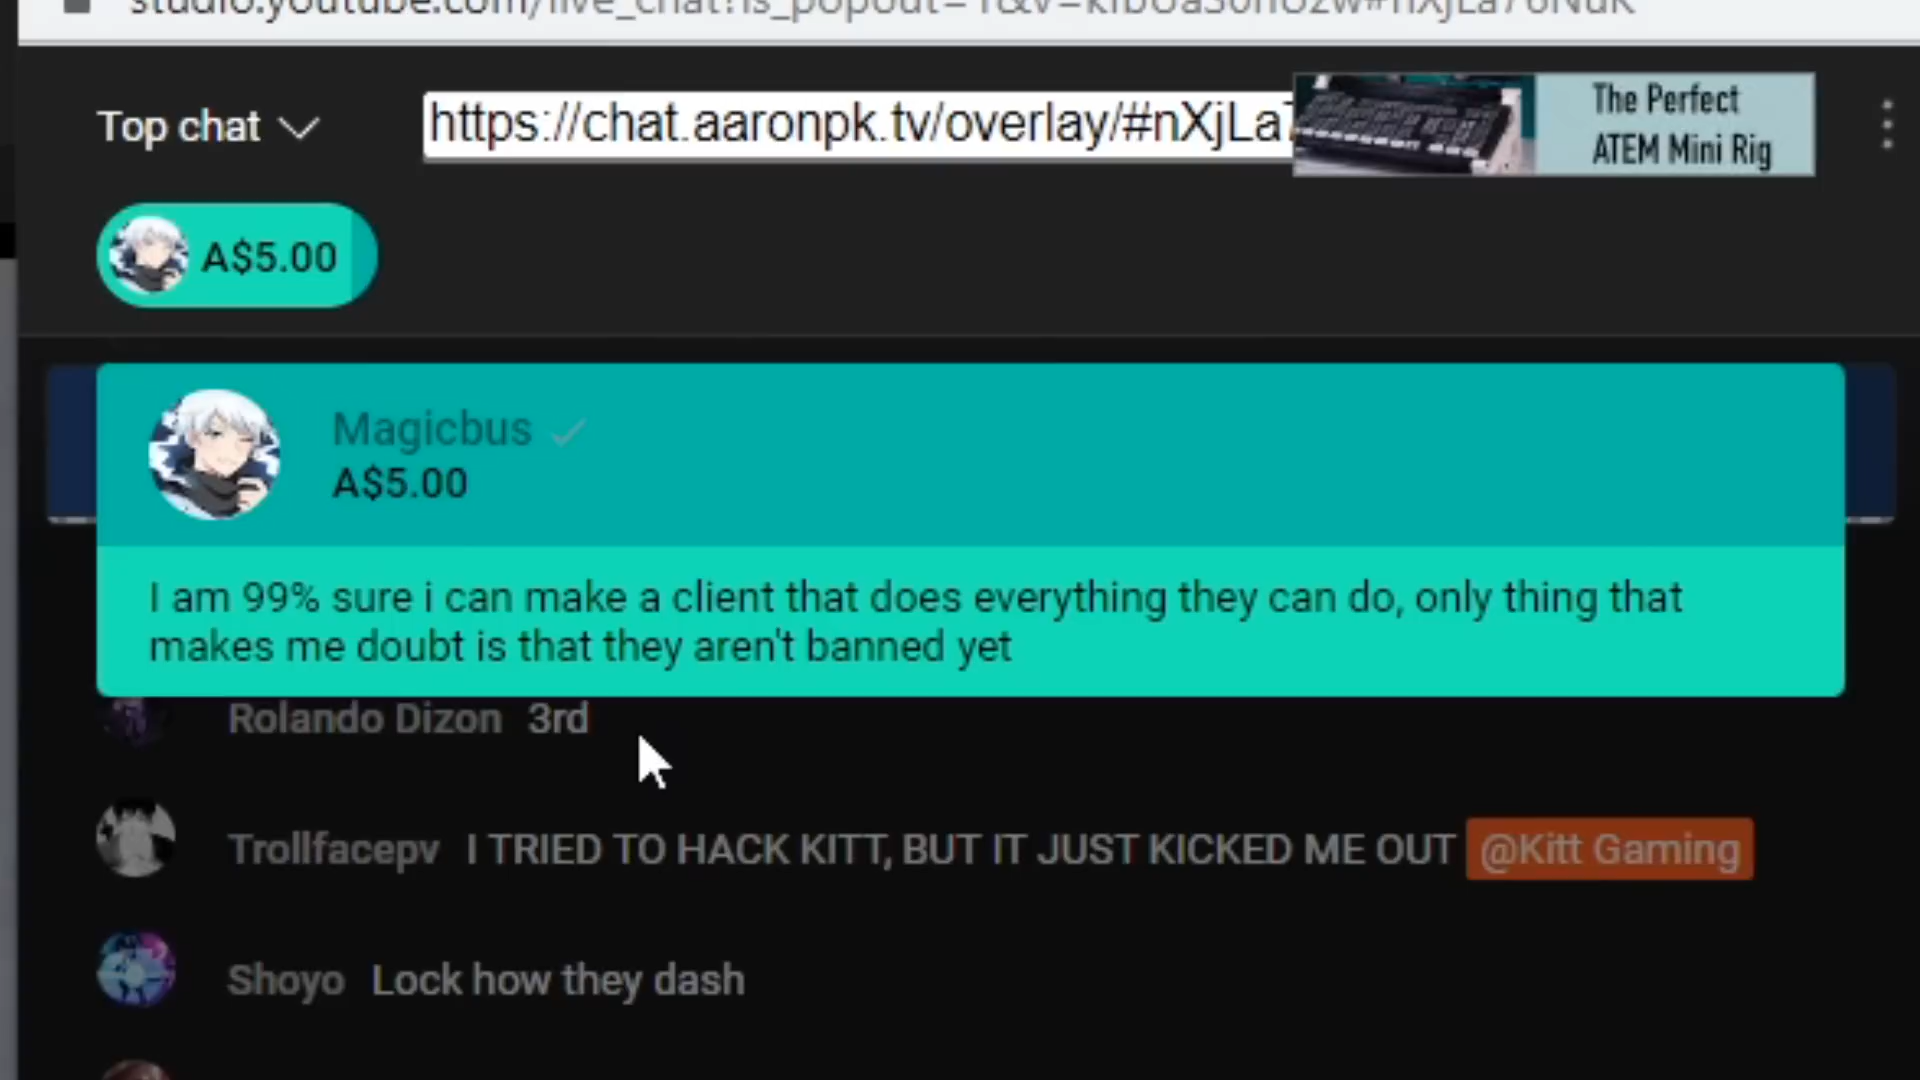 Top chat
https://chat.aaronpk.tv/overlay/#nXjLa7
The Perfect
ATEM Mini Rig
A$5.00
Magicbus
A$5.00
I am 99% sure i can make a client that does everything they can do, only thing that
makes me doubt is that they aren't banned yet
Rolando Dizon 3rd
Trollfacepv I TRIED TO HACK KITT, BUT IT JUST KICKED ME OUT @Kitt Gaming
Shoyo Lock how they dash